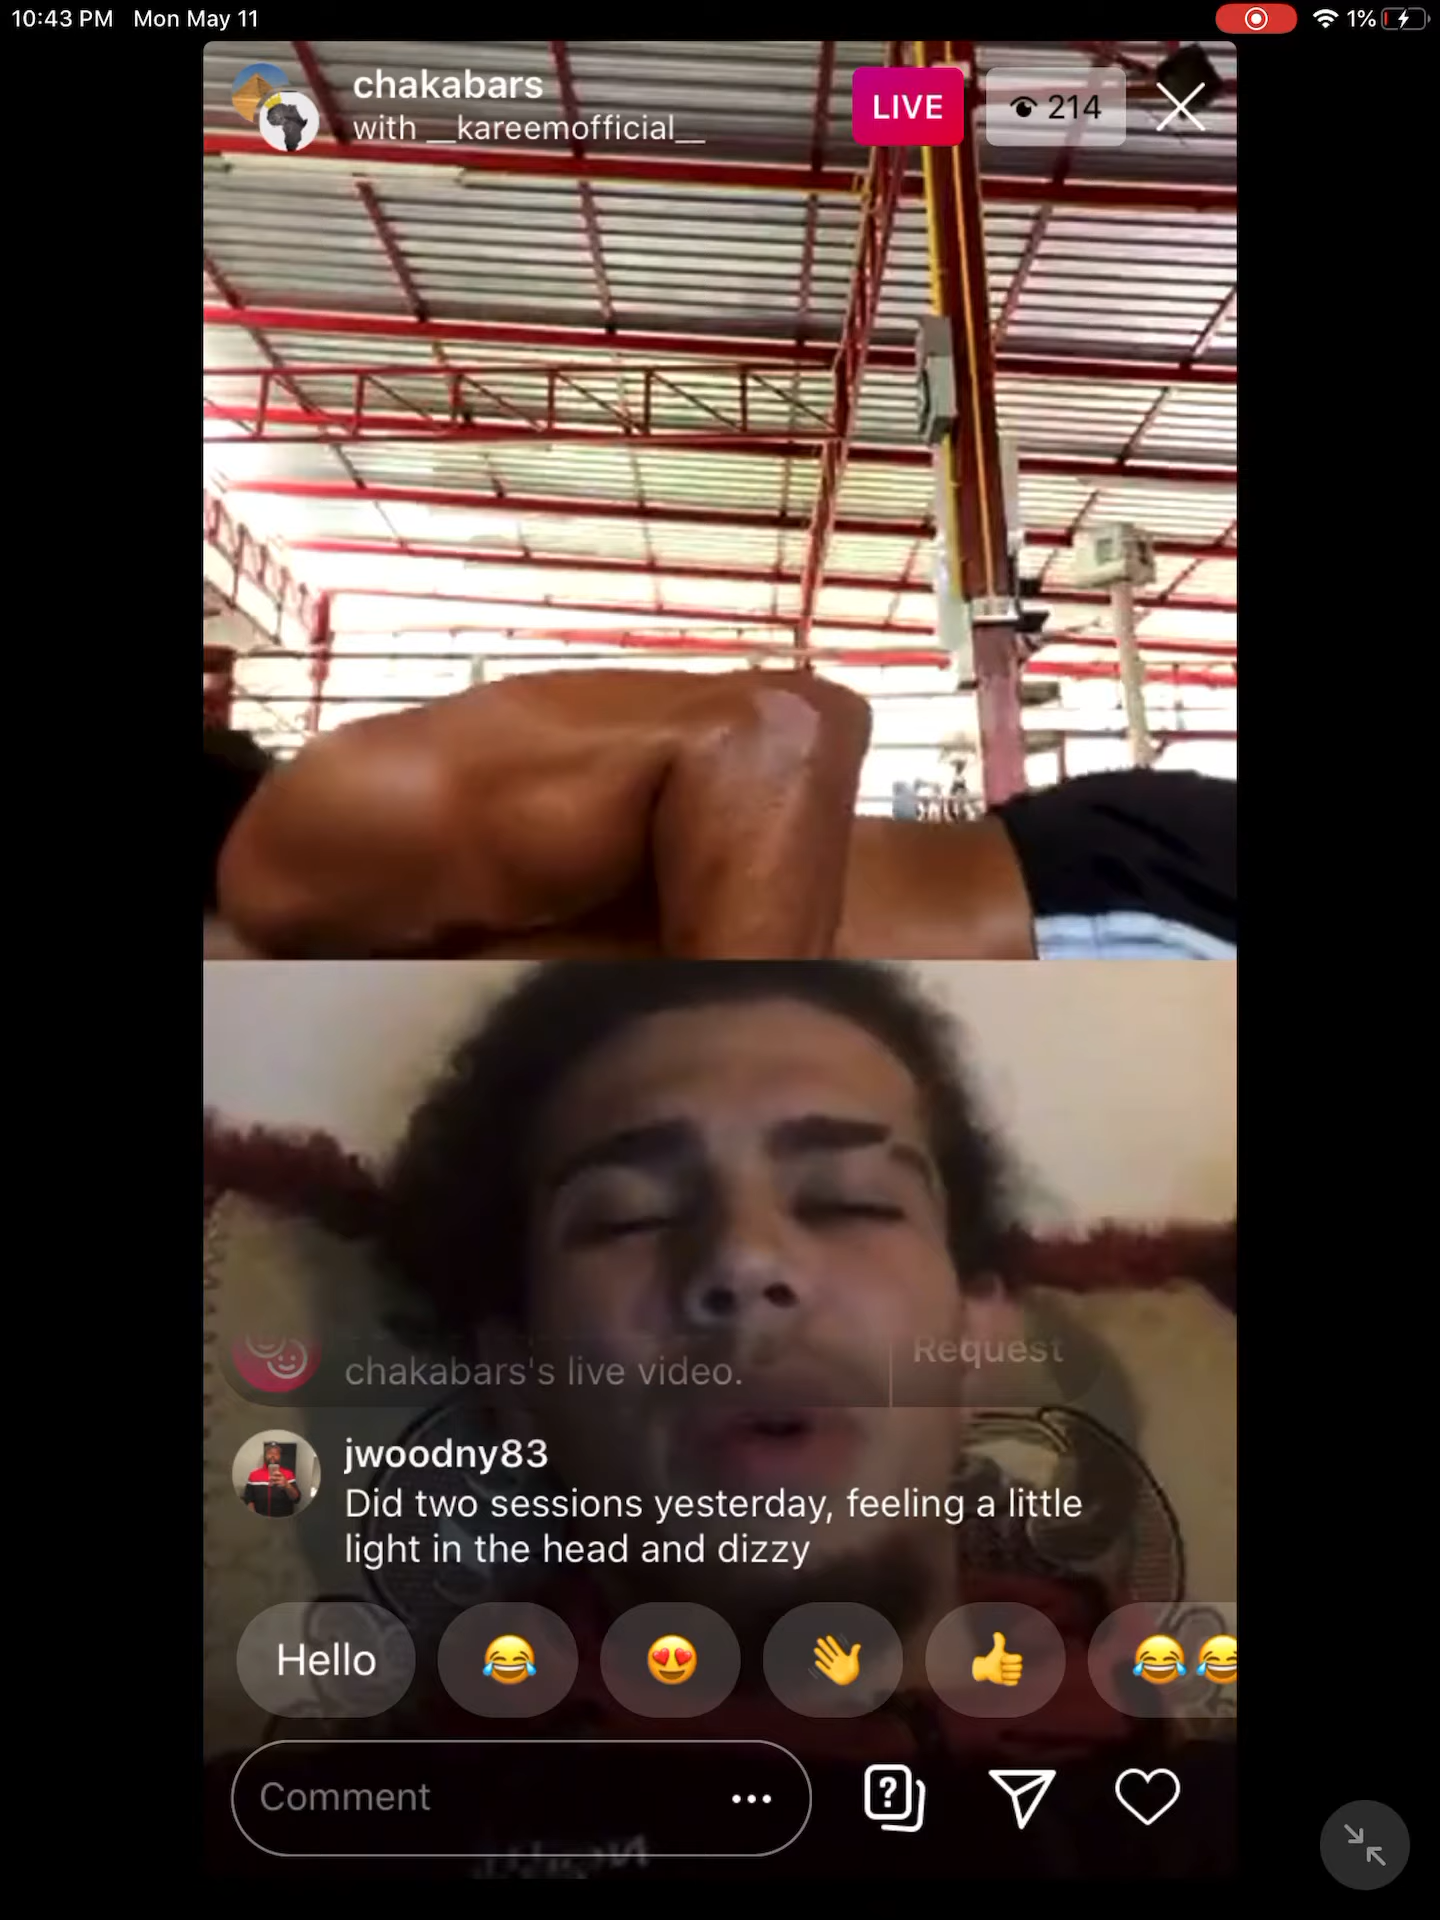 10:43 PM Mon May 11
1%
chakabars
with __kareemofficial__
LIVE
214
chakabars's live video.
Request
jwoodny83
Did two sessions yesterday, feeling a little
light in the head and dizzy
Hello
Comment